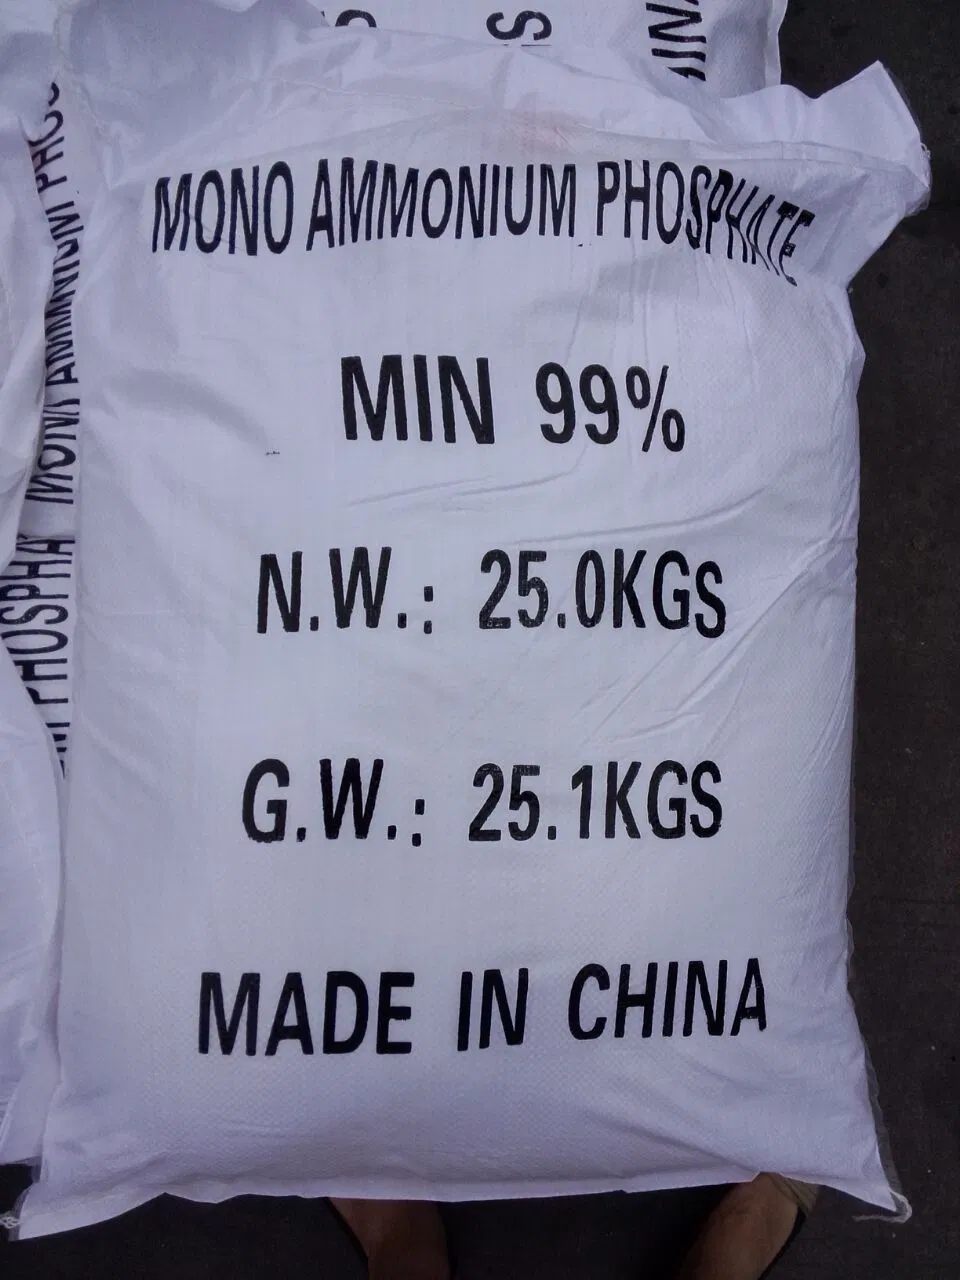 MONO AMMONIUM PHOSPHATE
MIN 99%
N.W.: 25.0KGS
G.W.: 25.1KGS
MADE IN CHINA